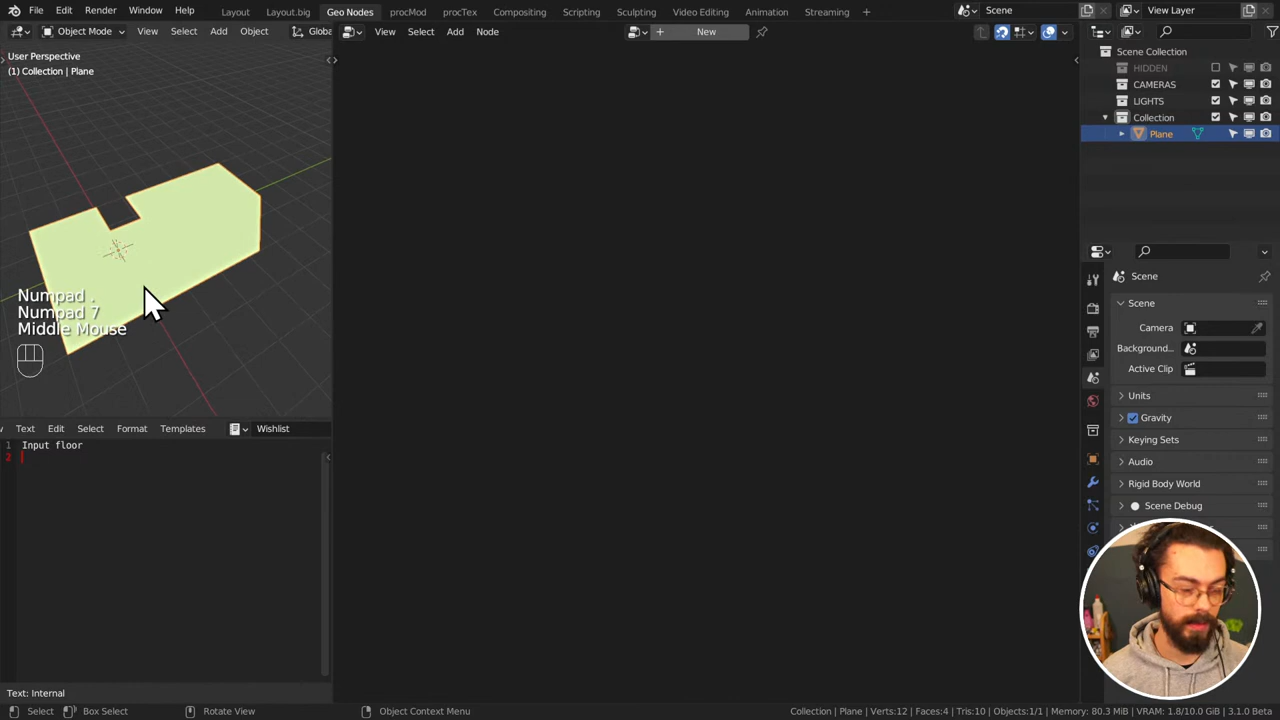 File Edit Render Window Help Layout Layout.big Geo Nodes procMod procTex Compositing Scripting Sculpting Video Editing Animation Streaming + Scene View Layer
Object Mode View Select Add Object Globa View Select Add Node + New
User Perspective
(1) Collection | Plane
Scene Collection
HIDDEN
CAMERAS
LIGHTS
Collection
Plane
Scene
Scene
Camera
Background...
Active Clip
Units
Gravity
Keying Sets
Audio
Rigid Body World
Scene Debug
Numpad .
Numpad 7
Middle Mouse
Text Edit Select Format Templates Wishlist
1 Input floor
2
Text: Internal
Select Box Select Rotate View Object Context Menu Collection | Plane | Verts:12 | Faces:4 | Tris:10 | Objects:1/1 | Memory: 80.3 MiB | VRAM: 1.8/10.0 GiB | 3.1.0 Beta